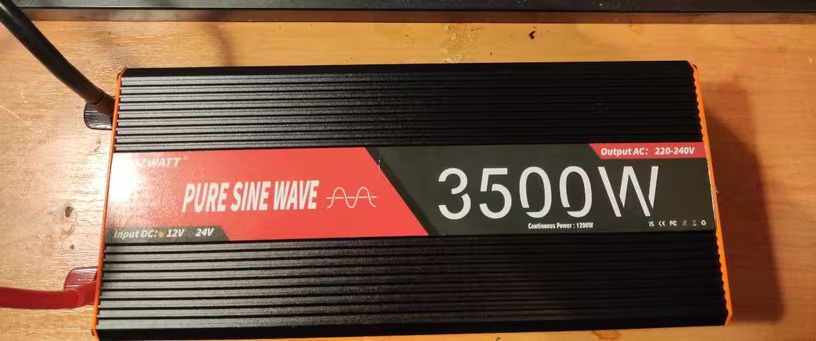 Output AC: 220-240V
PURE SINE WAVE
3500W
Continuous Power : 1200W
Input DC: 12V 24V